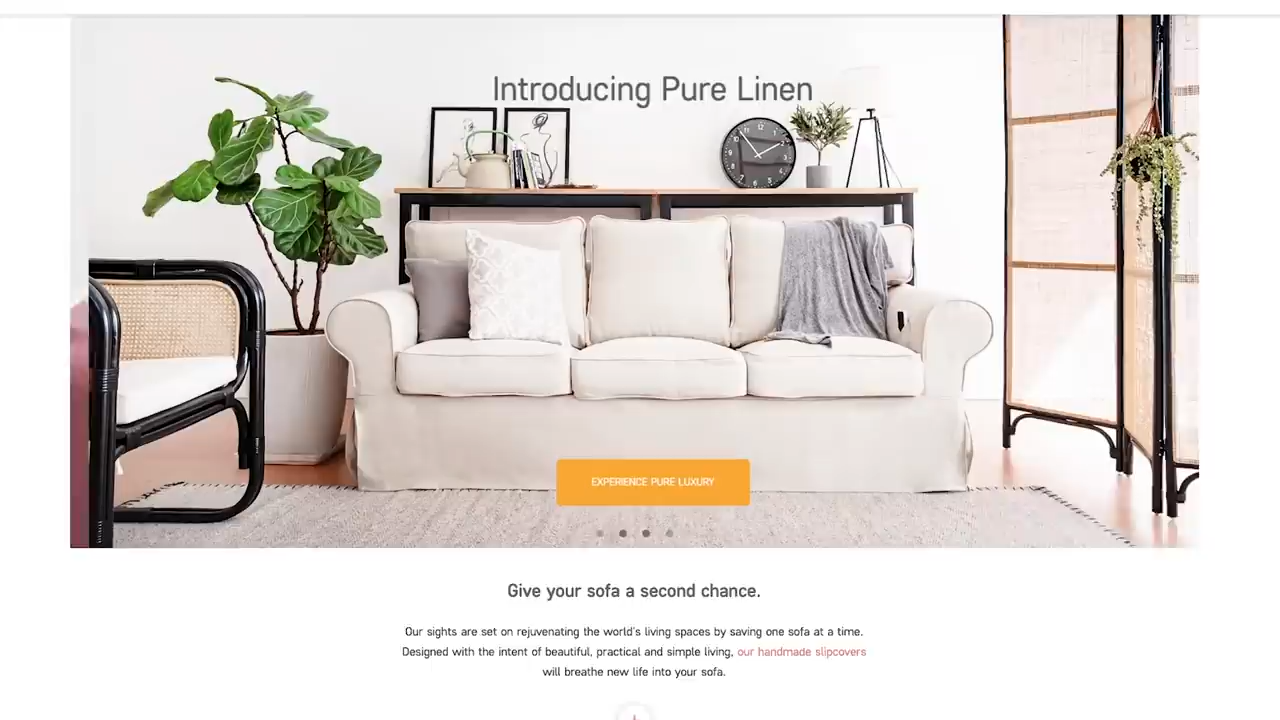 Introducing Pure Linen
EXPERIENCE PURE LUXURY
Give your sofa a second chance.
Our sights are set on rejuvenating the world's living spaces by saving one sofa at a time.
Designed with the intent of beautiful, practical and simple living, our handmade slipcovers
will breathe new life into your sofa.